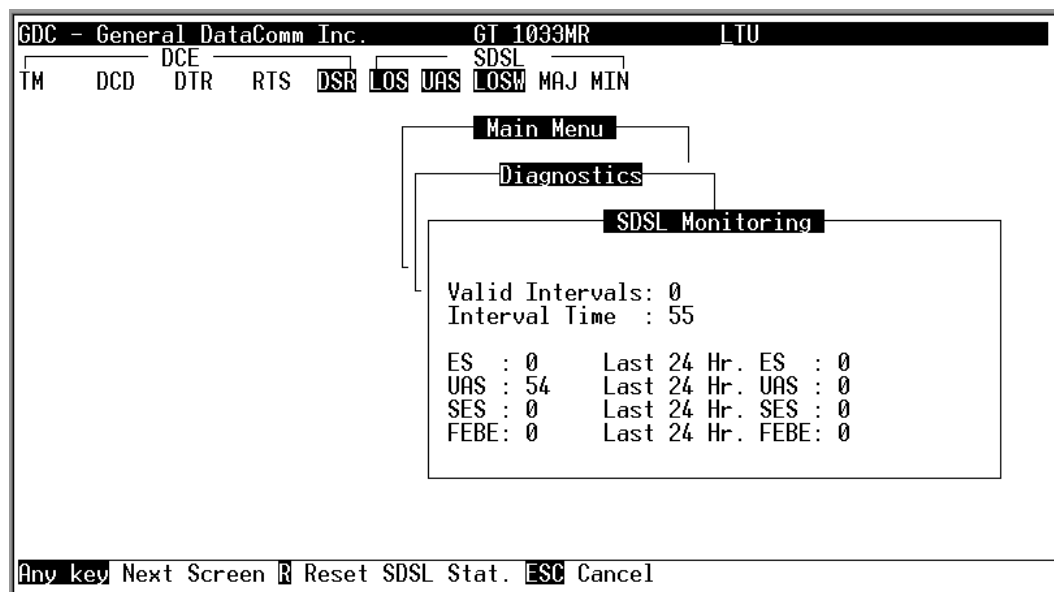 GDC - General DataComm Inc. GT 1033MR LTU
DCE SDSL
TM DCD DTR RTS DSR LOS UAS LOSW MAJ MIN
Main Menu
Diagnostics
SDSL Monitoring
Valid Intervals: 0
Interval Time : 55
ES : 0 Last 24 Hr. ES : 0
UAS : 54 Last 24 Hr. UAS : 0
SES : 0 Last 24 Hr. SES : 0
FEBE: 0 Last 24 Hr. FEBE: 0
Any key Next Screen R Reset SDSL Stat. ESC Cancel